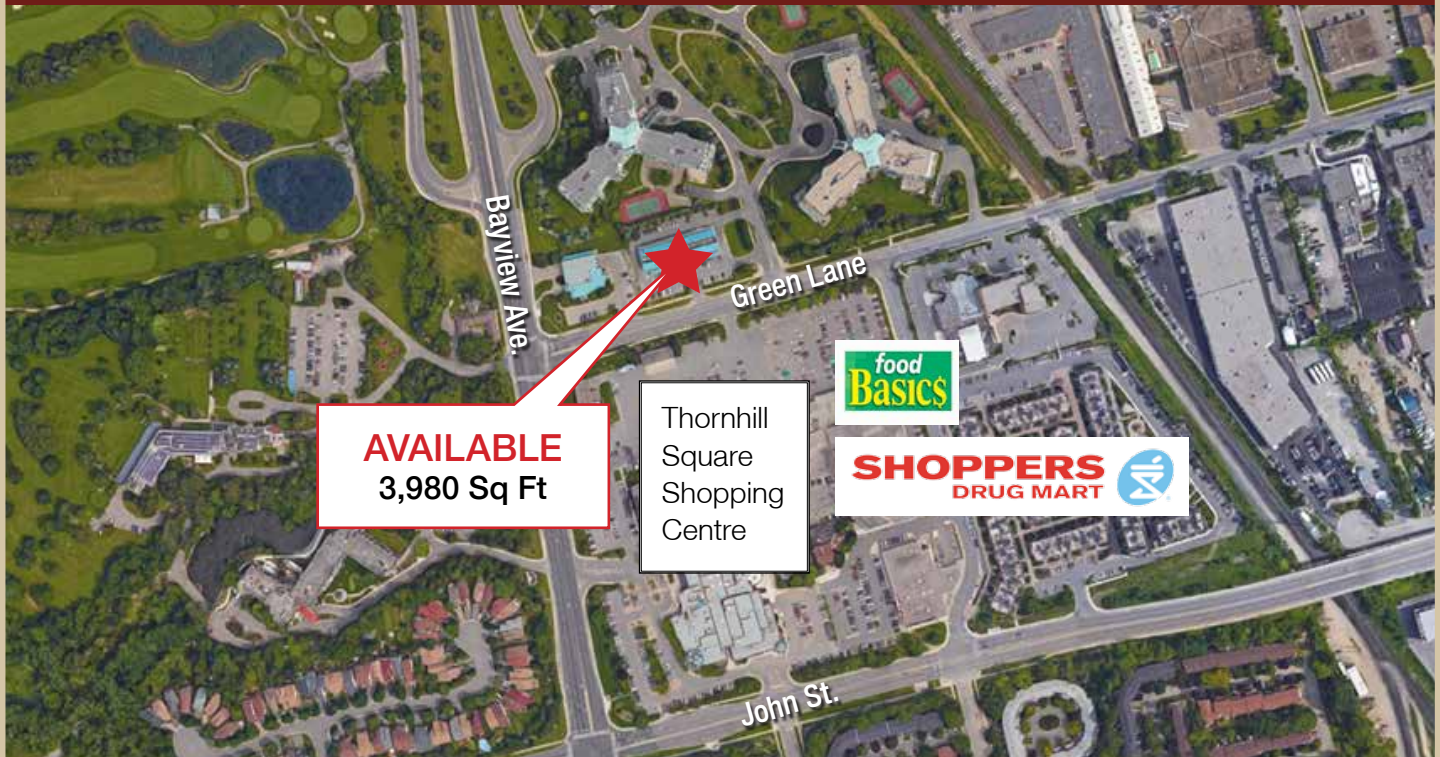 Bayview Ave.
Green Lane
food
Basic$
AVAILABLE
3,980 Sq Ft
Thornhill
Square
Shopping
Centre
SHOPPERS
DRUG MART
John St.